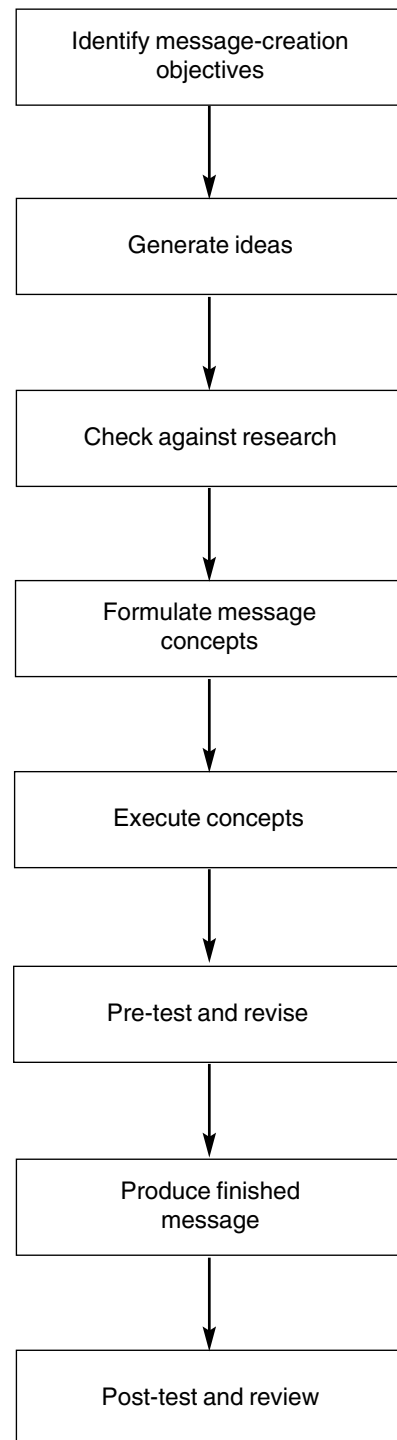 Identify message-creation
objectives
Generate ideas
Check against research
Formulate message
concepts
Execute concepts
Pre-test and revise
Produce finished
message
Post-test and review